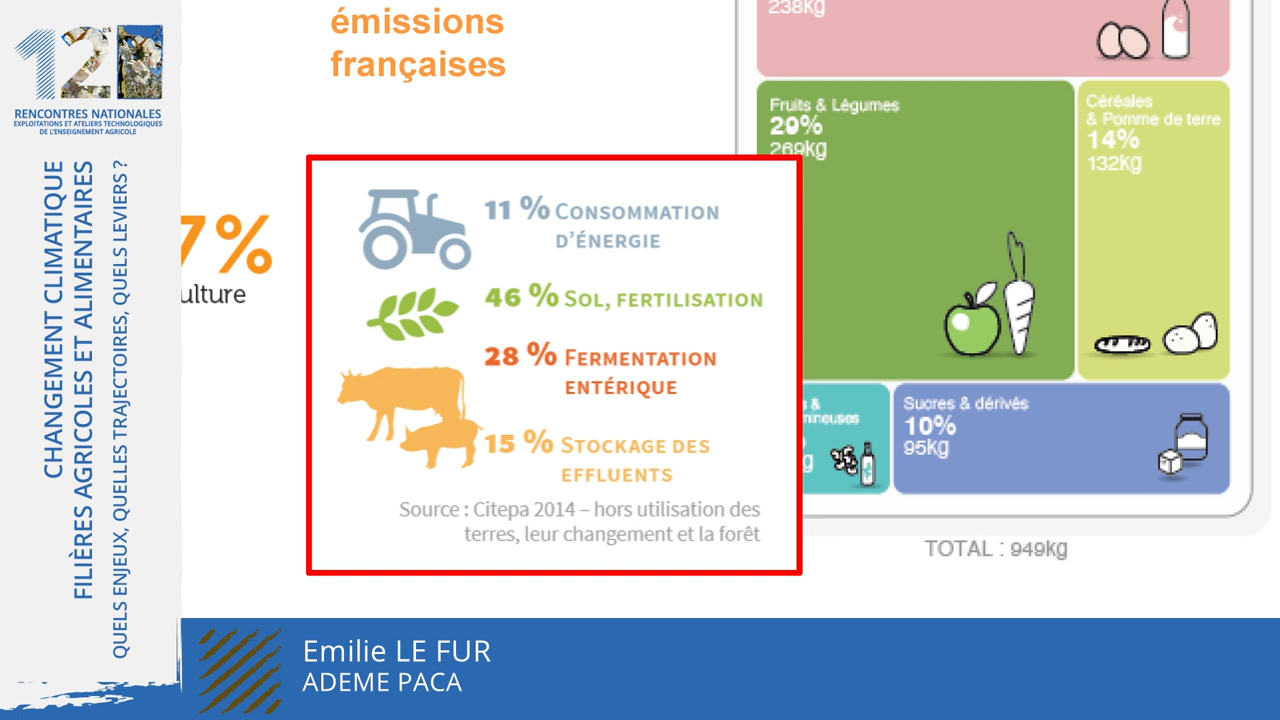 12es
RENCONTRES NATIONALES
EXPLOITATIONS ET ATELIERS TECHNOLOGIQUES
DE L'ENSEIGNEMENT AGRICOLE
CHANGEMENT CLIMATIQUE
FILIÈRES AGRICOLES ET ALIMENTAIRES
QUELS ENJEUX, QUELLES TRAJECTOIRES, QUELS LEVIERS ?
émissions
françaises
7%
ulture
11 % CONSOMMATION
D'ÉNERGIE
46 % SOL, FERTILISATION
28 % FERMENTATION
ENTÉRIQUE
15 % STOCKAGE DES
EFFLUENTS
Source : Citepa 2014 – hors utilisation des
terres, leur changement et la forêt
238kg
Fruits & Légumes
20%
269kg
Céréales
& Pomme de terre
14%
132kg
s &
mineuses
g
Sucres & dérivés
10%
95kg
TOTAL : 949kg
Emilie LE FUR
ADEME PACA